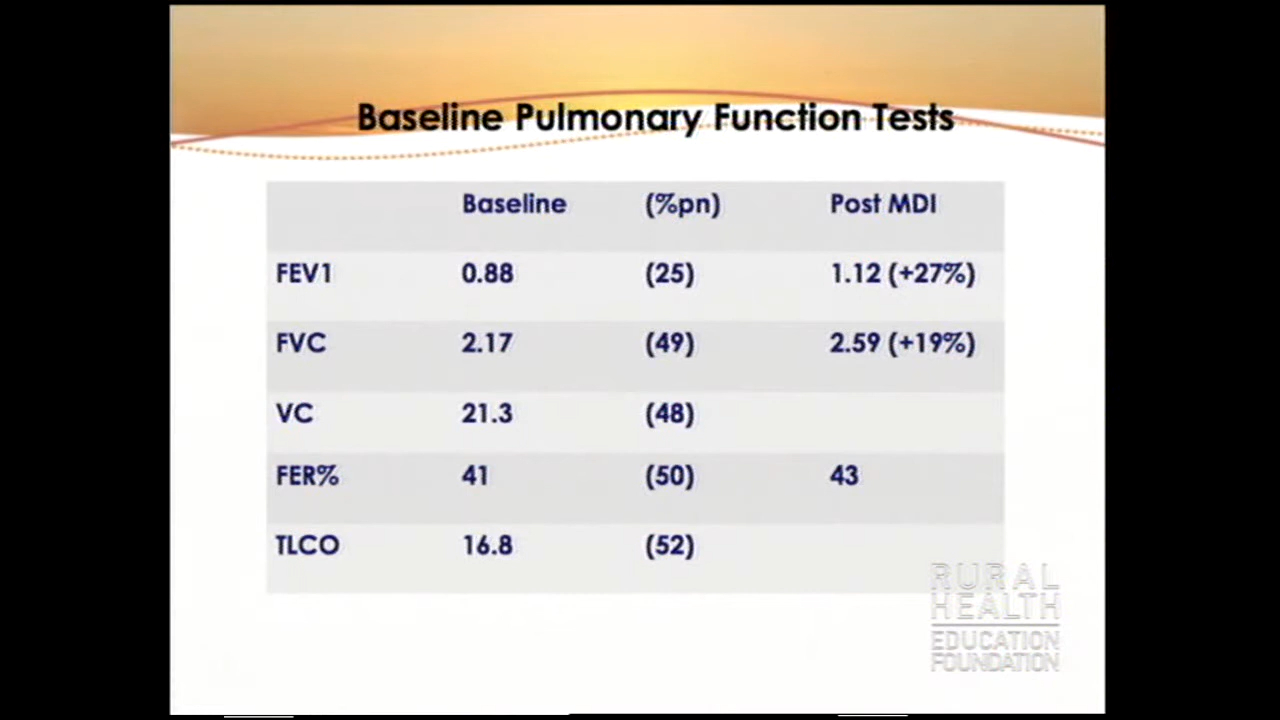 Baseline Pulmonary Function Tests
Baseline (%pn) Post MDI
FEV1 0.88 (25) 1.12 (+27%)
FVC 2.17 (49) 2.59 (+19%)
VC 21.3 (48)
FER% 41 (50) 43
TLCO 16.8 (52)
RURAL
HEALTH
EDUCATION
FOUNDATION